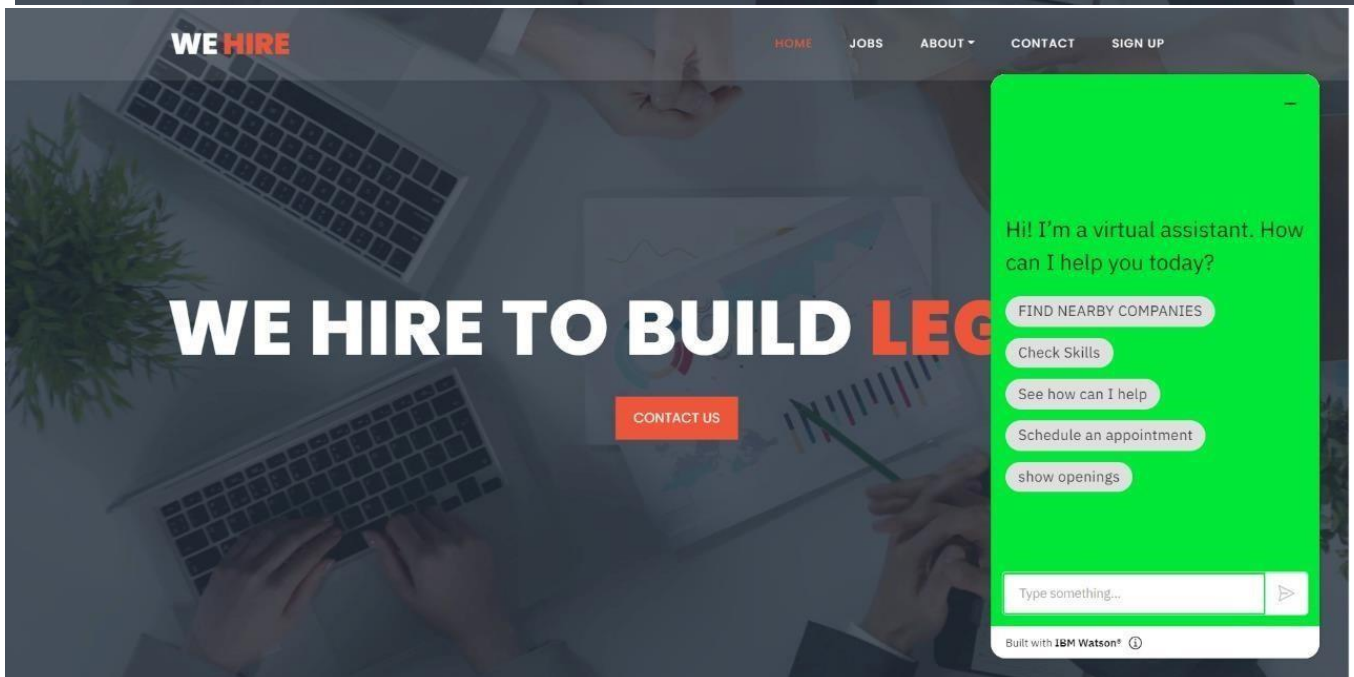 WE HIRE
HOME JOBS ABOUT CONTACT SIGN UP
WE HIRE TO BUILD LEG
CONTACT US
Hi! I'm a virtual assistant. How
can I help you today?
FIND NEARBY COMPANIES
Check Skills
See how can I help
Schedule an appointment
show openings
Type something...
Built with IBM Watson®